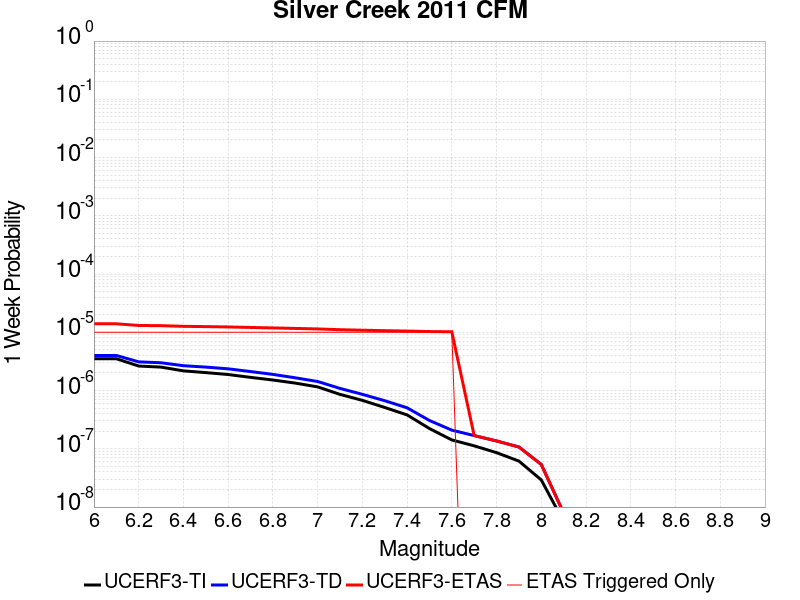 Silver Creek 2011 CFM
10^0
10^-1
10^-2
10^-3
10^-4
10^-5
10^-6
10^-7
10^-8
1 Week Probability
6 6.2 6.4 6.6 6.8 7 7.2 7.4 7.6 7.8 8 8.2 8.4 8.6 8.8 9
Magnitude
UCERF3-TI UCERF3-TD UCERF3-ETAS ETAS Triggered Only